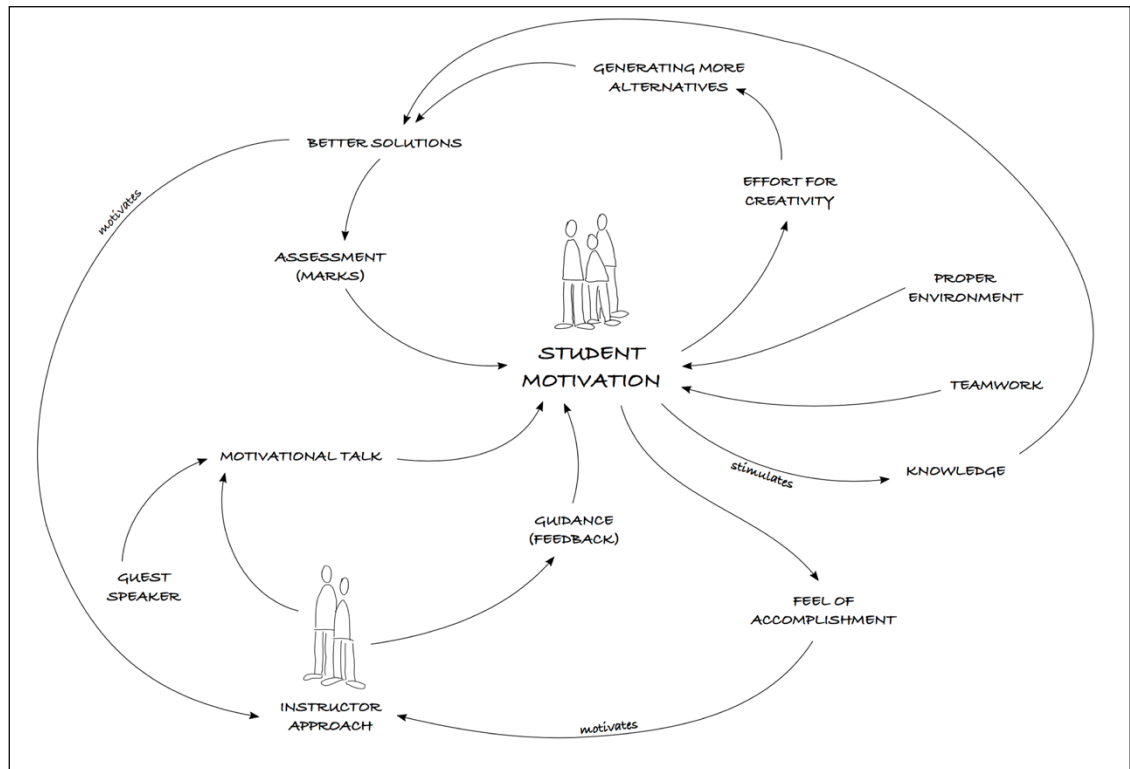 GENERATING MORE
ALTERNATIVES
BETTER SOLUTIONS
motivates
EFFORT FOR
CREATIVITY
ASSESSMENT
(MARKS)
PROPER
ENVIRONMENT
STUDENT
MOTIVATION
TEAMWORK
MOTIVATIONAL TALK
stimulates
KNOWLEDGE
GUIDANCE
(FEEDBACK)
GUEST
SPEAKER
FEEL OF
ACCOMPLISHMENT
INSTRUCTOR
APPROACH
motivates